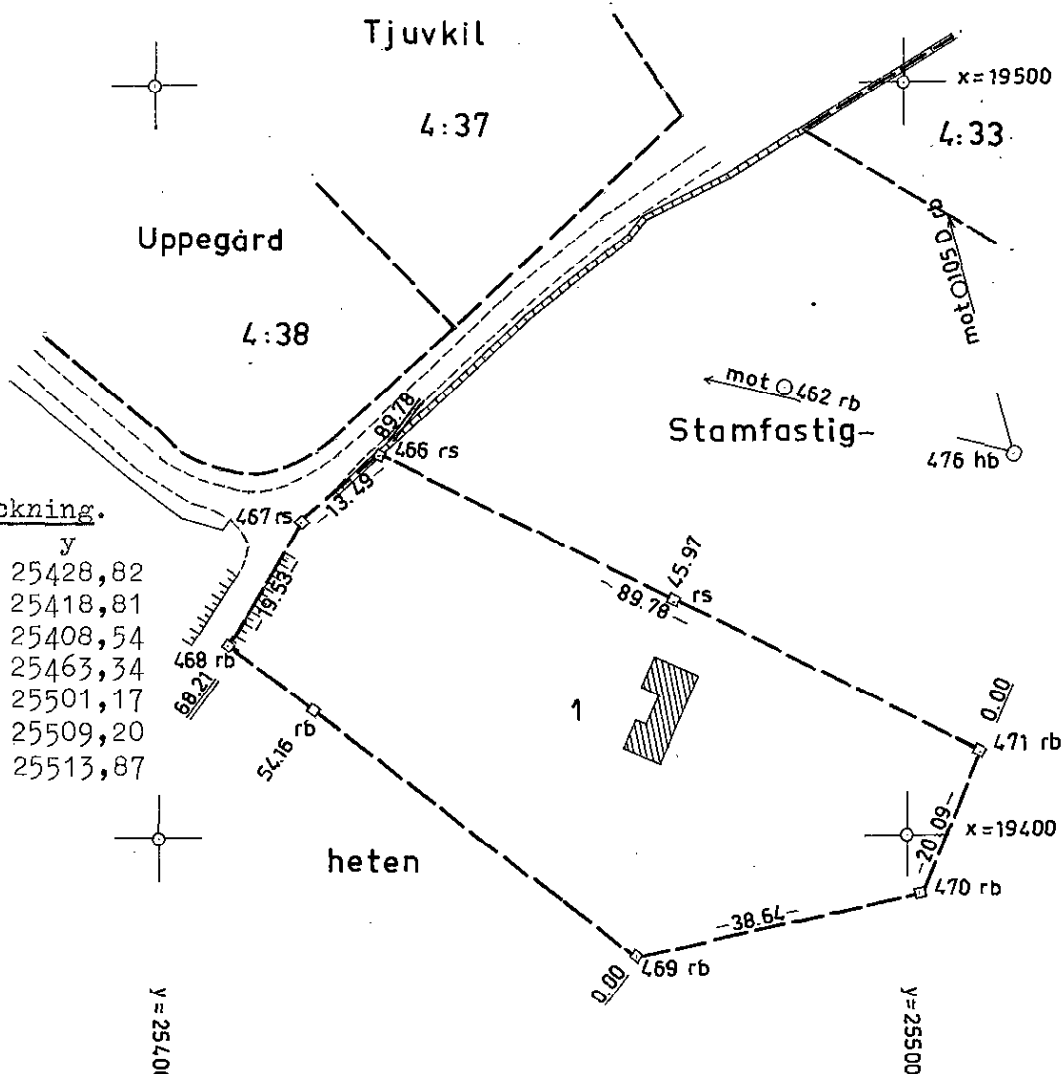 Tjuvkil
x=19500
4:37
4:33
Uppegård
mot 105 D rb
4:38
mot 462 rb
Stamfastig-
89.78
466 rs
476 hb
-13.49-
ckning.
467 rs
y
25428,82
25418,81
25408,54
25463,34
25501,17
25509,20
25513,87
-19.53-
45.97
-89.78-
rs
468 rb
68.21
1
0.00
54.16
rb
471 rb
-20.09-
x=19400
heten
470 rb
-38.64-
469 rb
0.00
y=25400
y=25500